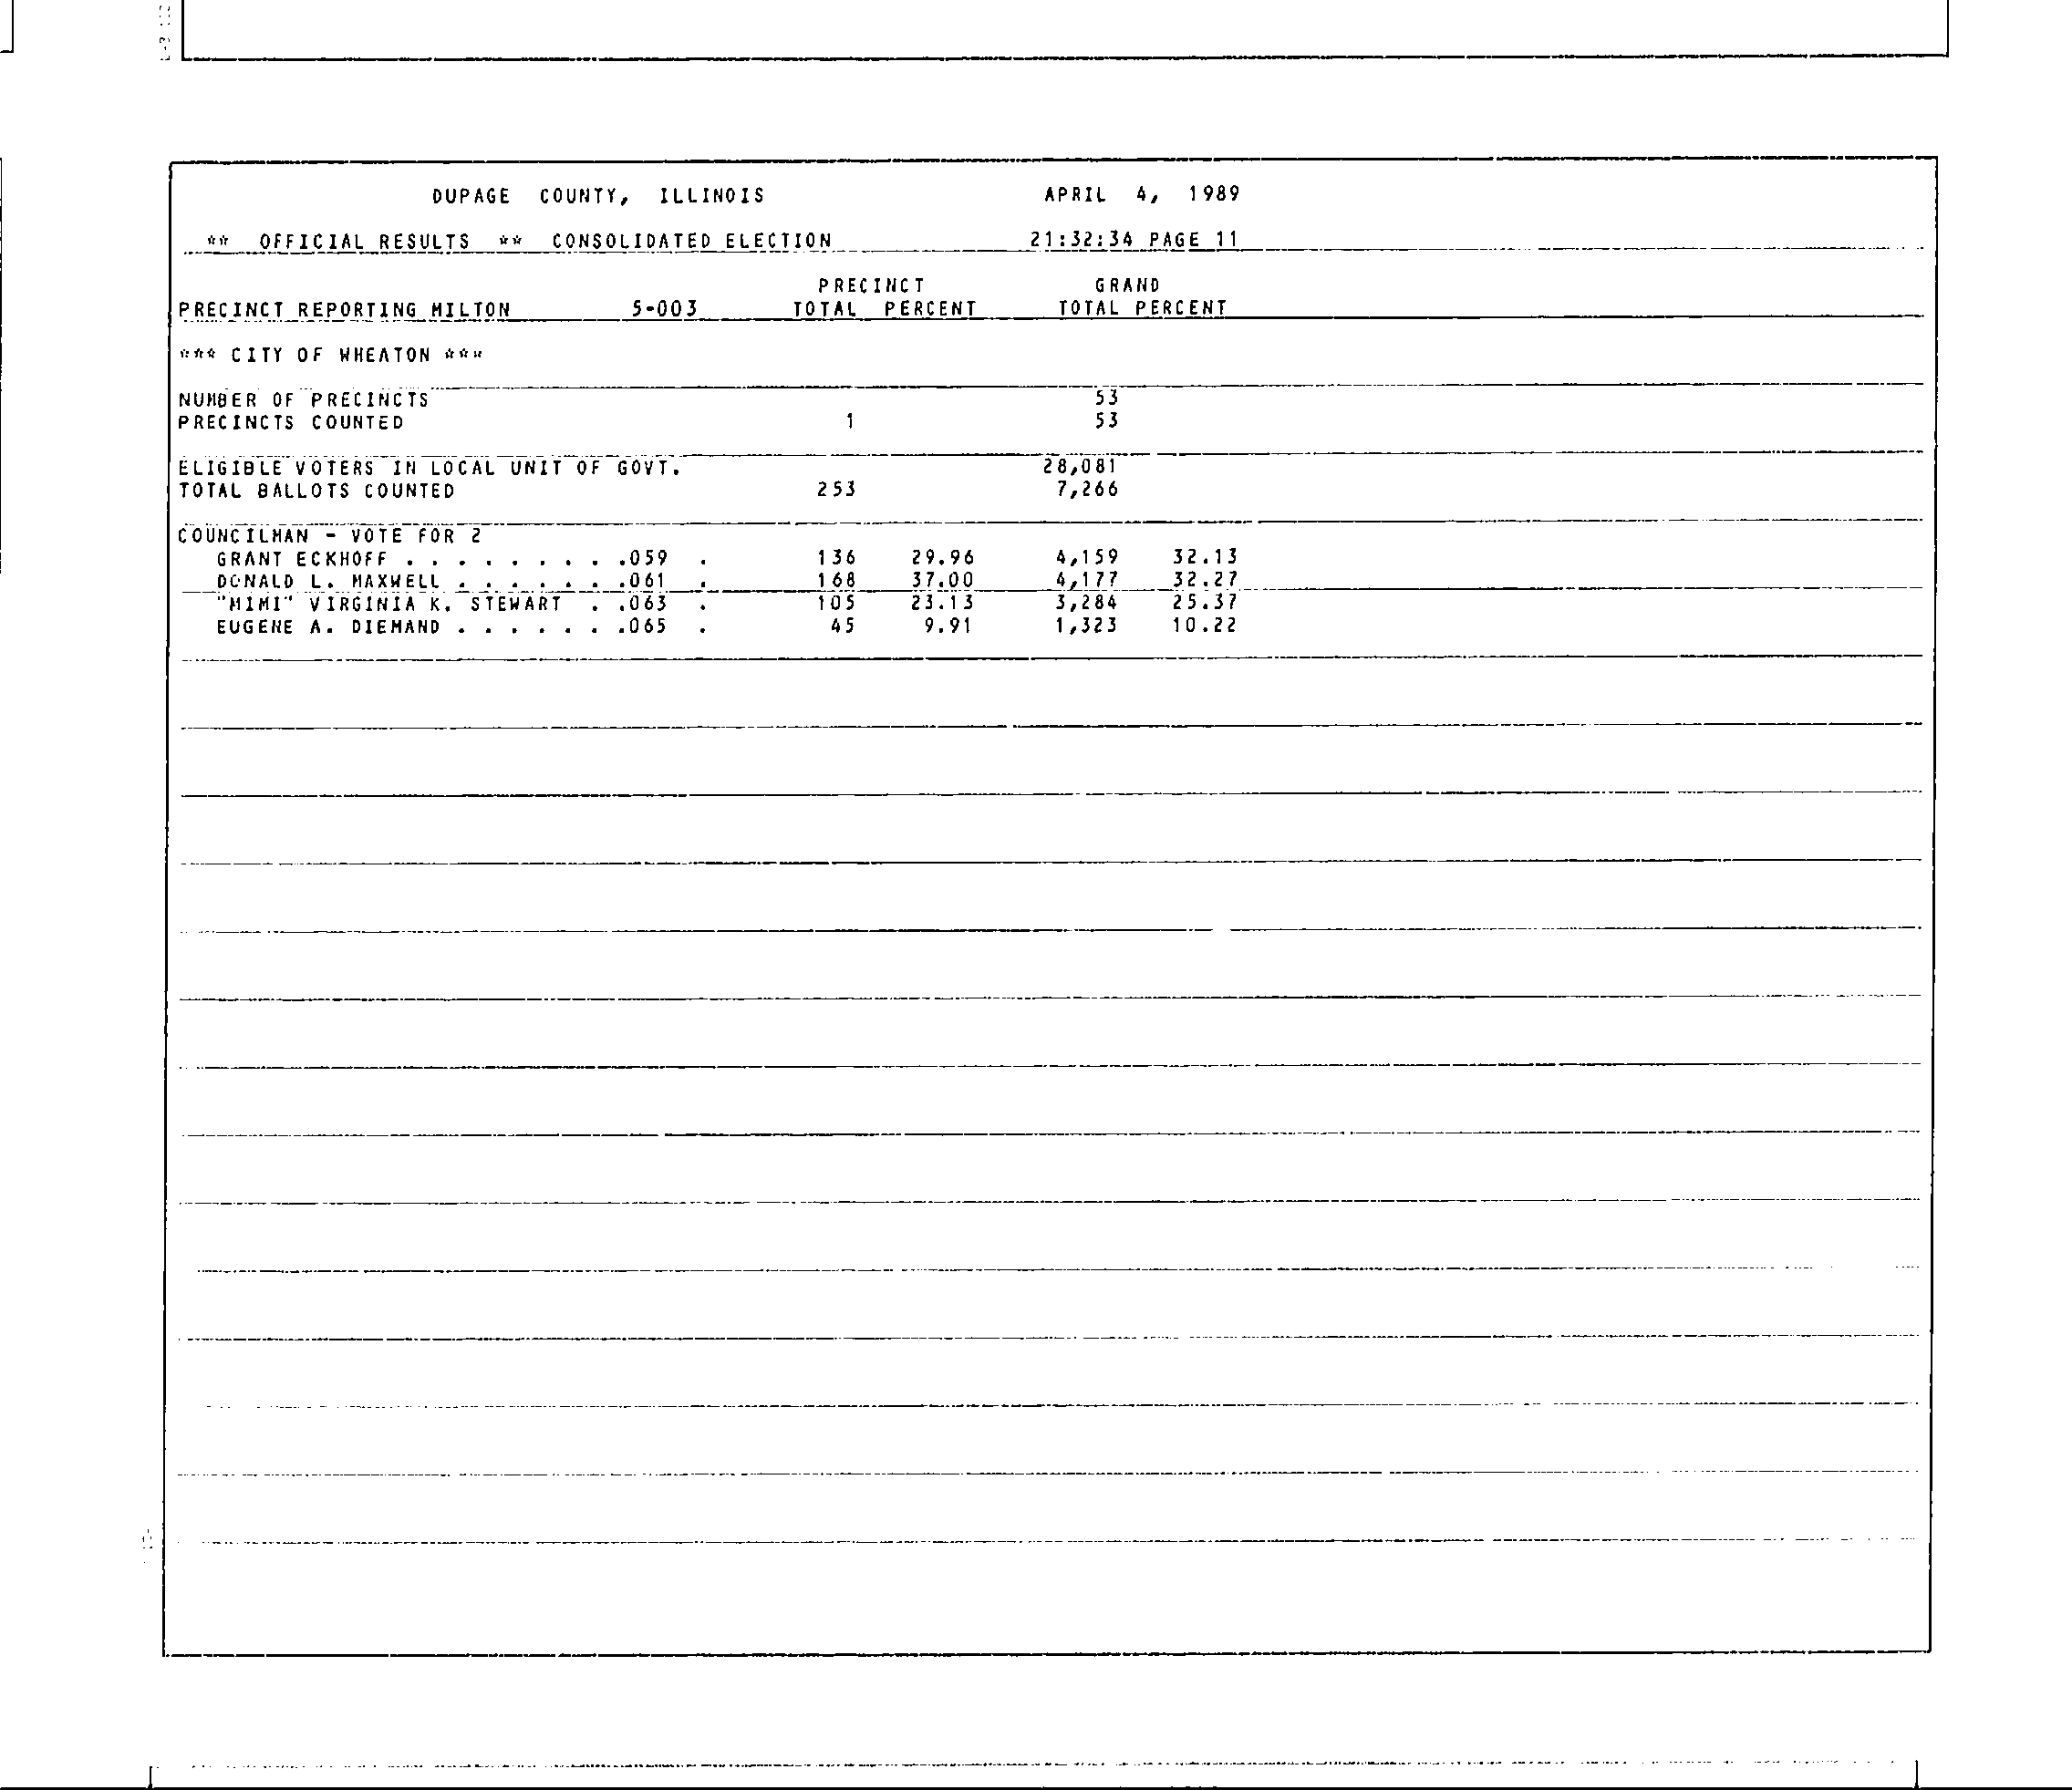 DUPAGE COUNTY, ILLINOIS APRIL 4, 1989
** OFFICIAL RESULTS ** CONSOLIDATED ELECTION 21:32:34 PAGE 11
PRECINCT GRAND
PRECINCT REPORTING MILTON 5-003 TOTAL PERCENT TOTAL PERCENT
*** CITY OF WHEATON ***
NUMBER OF PRECINCTS 53
PRECINCTS COUNTED 1 53
ELIGIBLE VOTERS IN LOCAL UNIT OF GOVT. 28,081
TOTAL BALLOTS COUNTED 253 7,266
COUNCILMAN - VOTE FOR 2
GRANT ECKHOFF . . . . . . . . .059 . 136 29.96 4,159 32.13
DONALD L. MAXWELL . . . . . . .061 . 168 37.00 4,177 32.27
"MIMI" VIRGINIA K. STEWART . .063 . 105 23.13 3,284 25.37
EUGENE A. DIEMAND . . . . . . .065 . 45 9.91 1,323 10.22